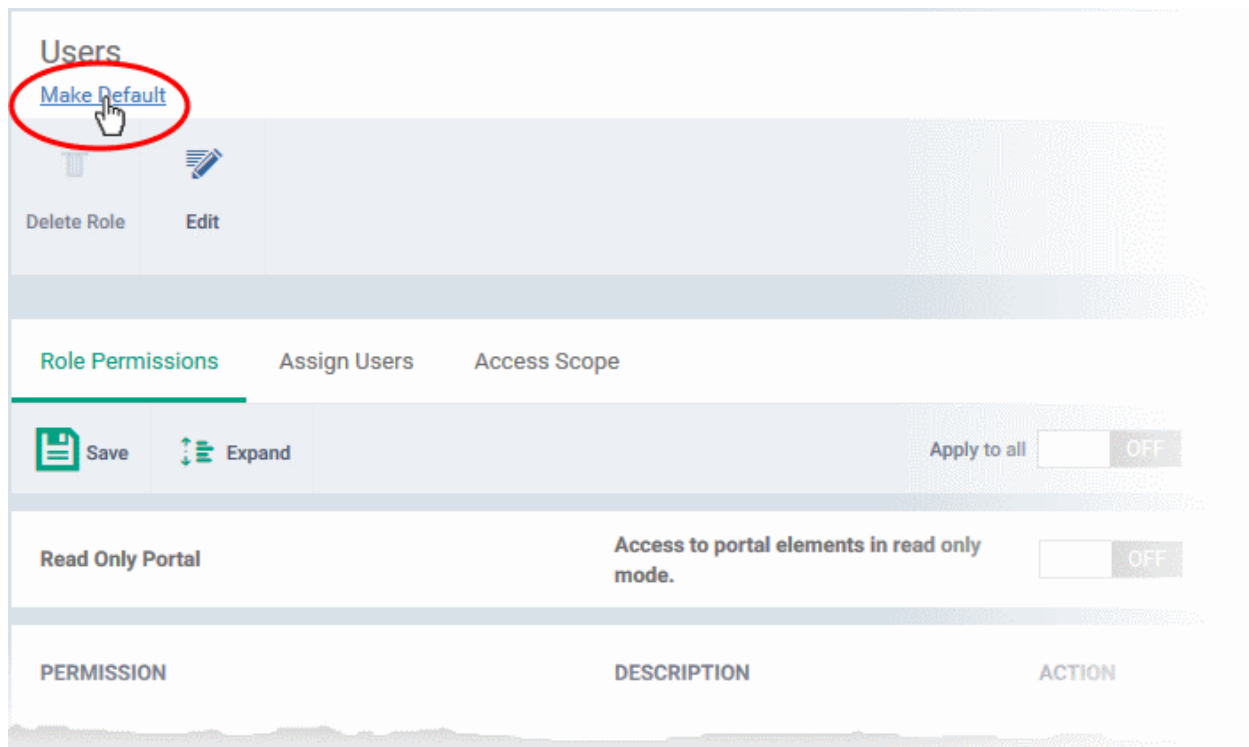 Users
Make Default
Delete Role
Edit
Role Permissions
Assign Users
Access Scope
Save
Expand
Apply to all
OFF
Read Only Portal
Access to portal elements in read only
mode.
OFF
PERMISSION
DESCRIPTION
ACTION